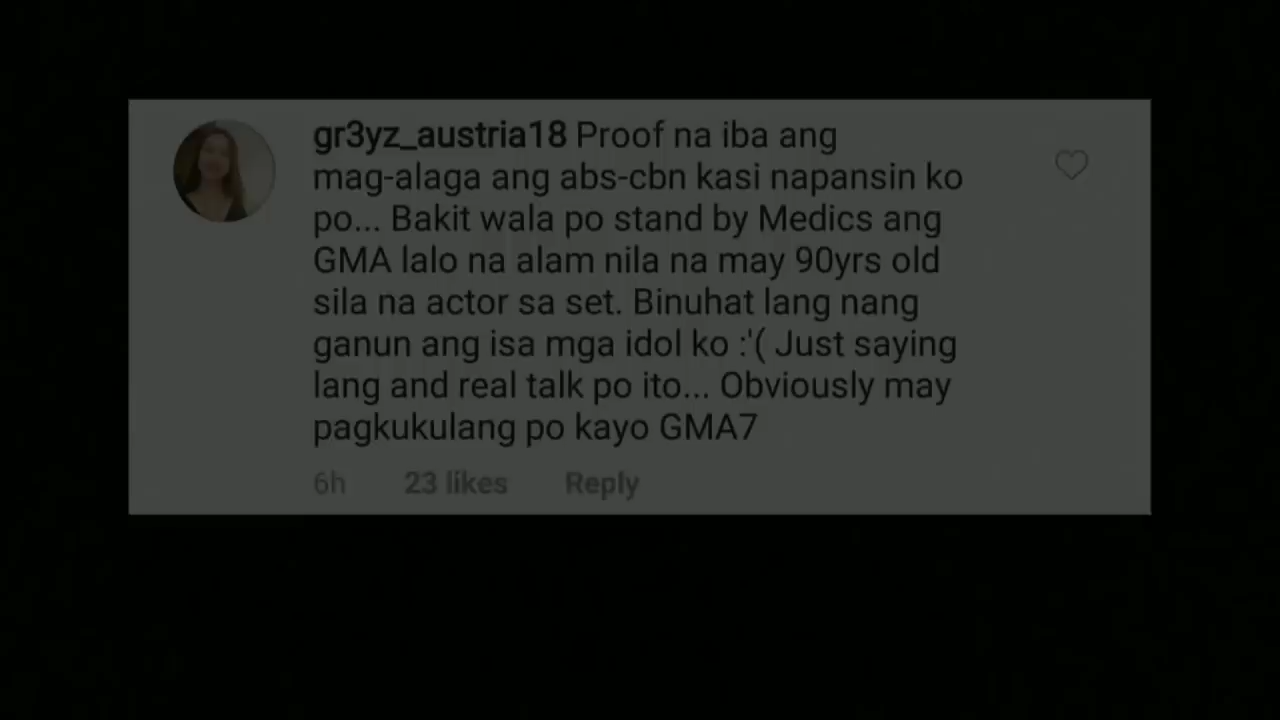 gr3yz_austria18 Proof na iba ang
mag-alaga ang abs-cbn kasi napansin ko
po... Bakit wala po stand by Medics ang
GMA lalo na alam nila na may 90yrs old
sila na actor sa set. Binuhat lang nang
ganun ang isa mga idol ko :'( Just saying
lang and real talk po ito... Obviously may
pagkukulang po kayo GMA7
6h 23 likes Reply